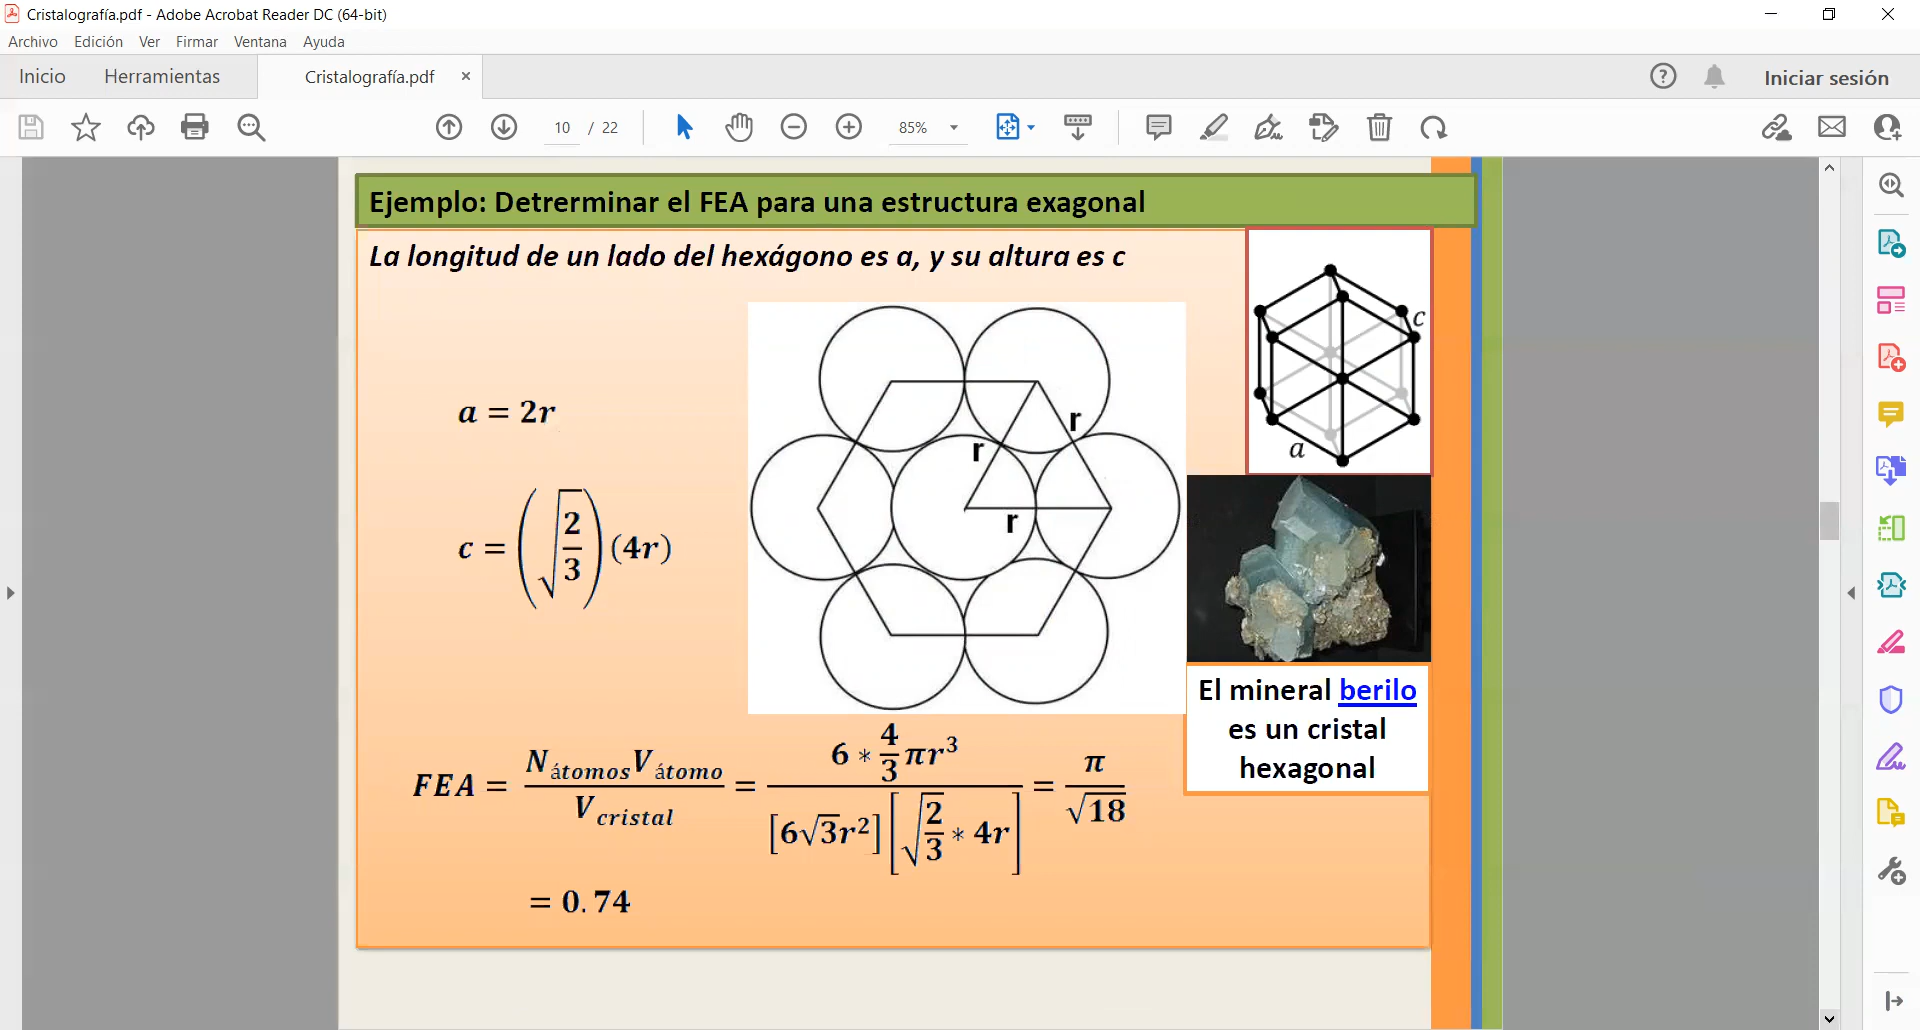 Cristalografía.pdf - Adobe Acrobat Reader DC (64-bit)
Archivo Edición Ver Firmar Ventana Ayuda
Inicio Herramientas Cristalografía.pdf × ? Iniciar sesión
10 / 22 85%
Ejemplo: Detrerminar el FEA para una estructura exagonal
La longitud de un lado del hexágono es a, y su altura es c
c
a
a = 2r
r
r
r
c = (√(2/3)) (4r)
El mineral berilo
es un cristal
hexagonal
FEA = N átomos V átomo / V cristal = 6 * 4/3 πr³ / [6√3r²][√(2/3) * 4r] = π / √18
= 0.74